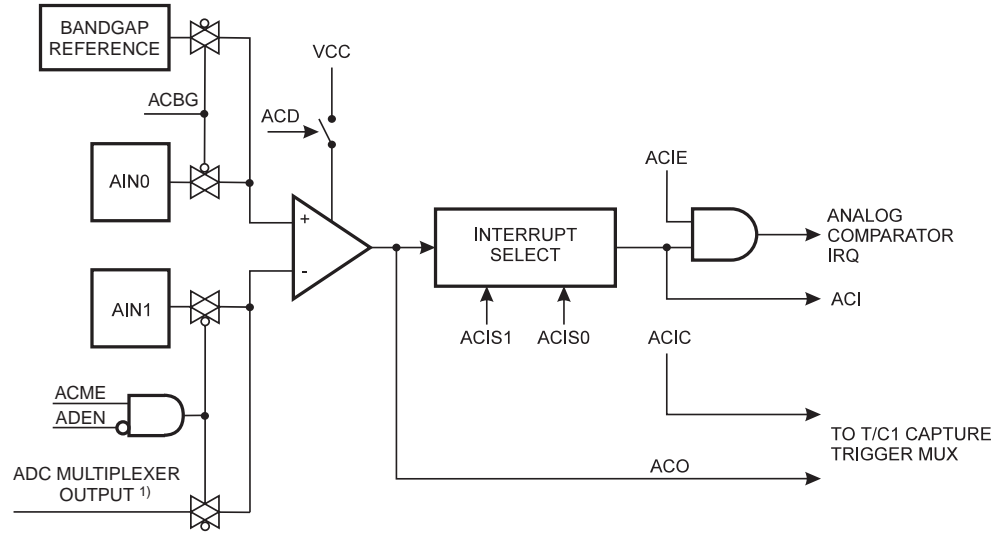 BANDGAP
REFERENCE
VCC
ACBG
ACD
AIN0
ACIE
+
-
INTERRUPT
SELECT
ANALOG
COMPARATOR
IRQ
AIN1
ACI
ACIS1
ACIS0
ACIC
ACME
ADEN
TO T/C1 CAPTURE
TRIGGER MUX
ADC MULTIPLEXER
OUTPUT 1)
ACO